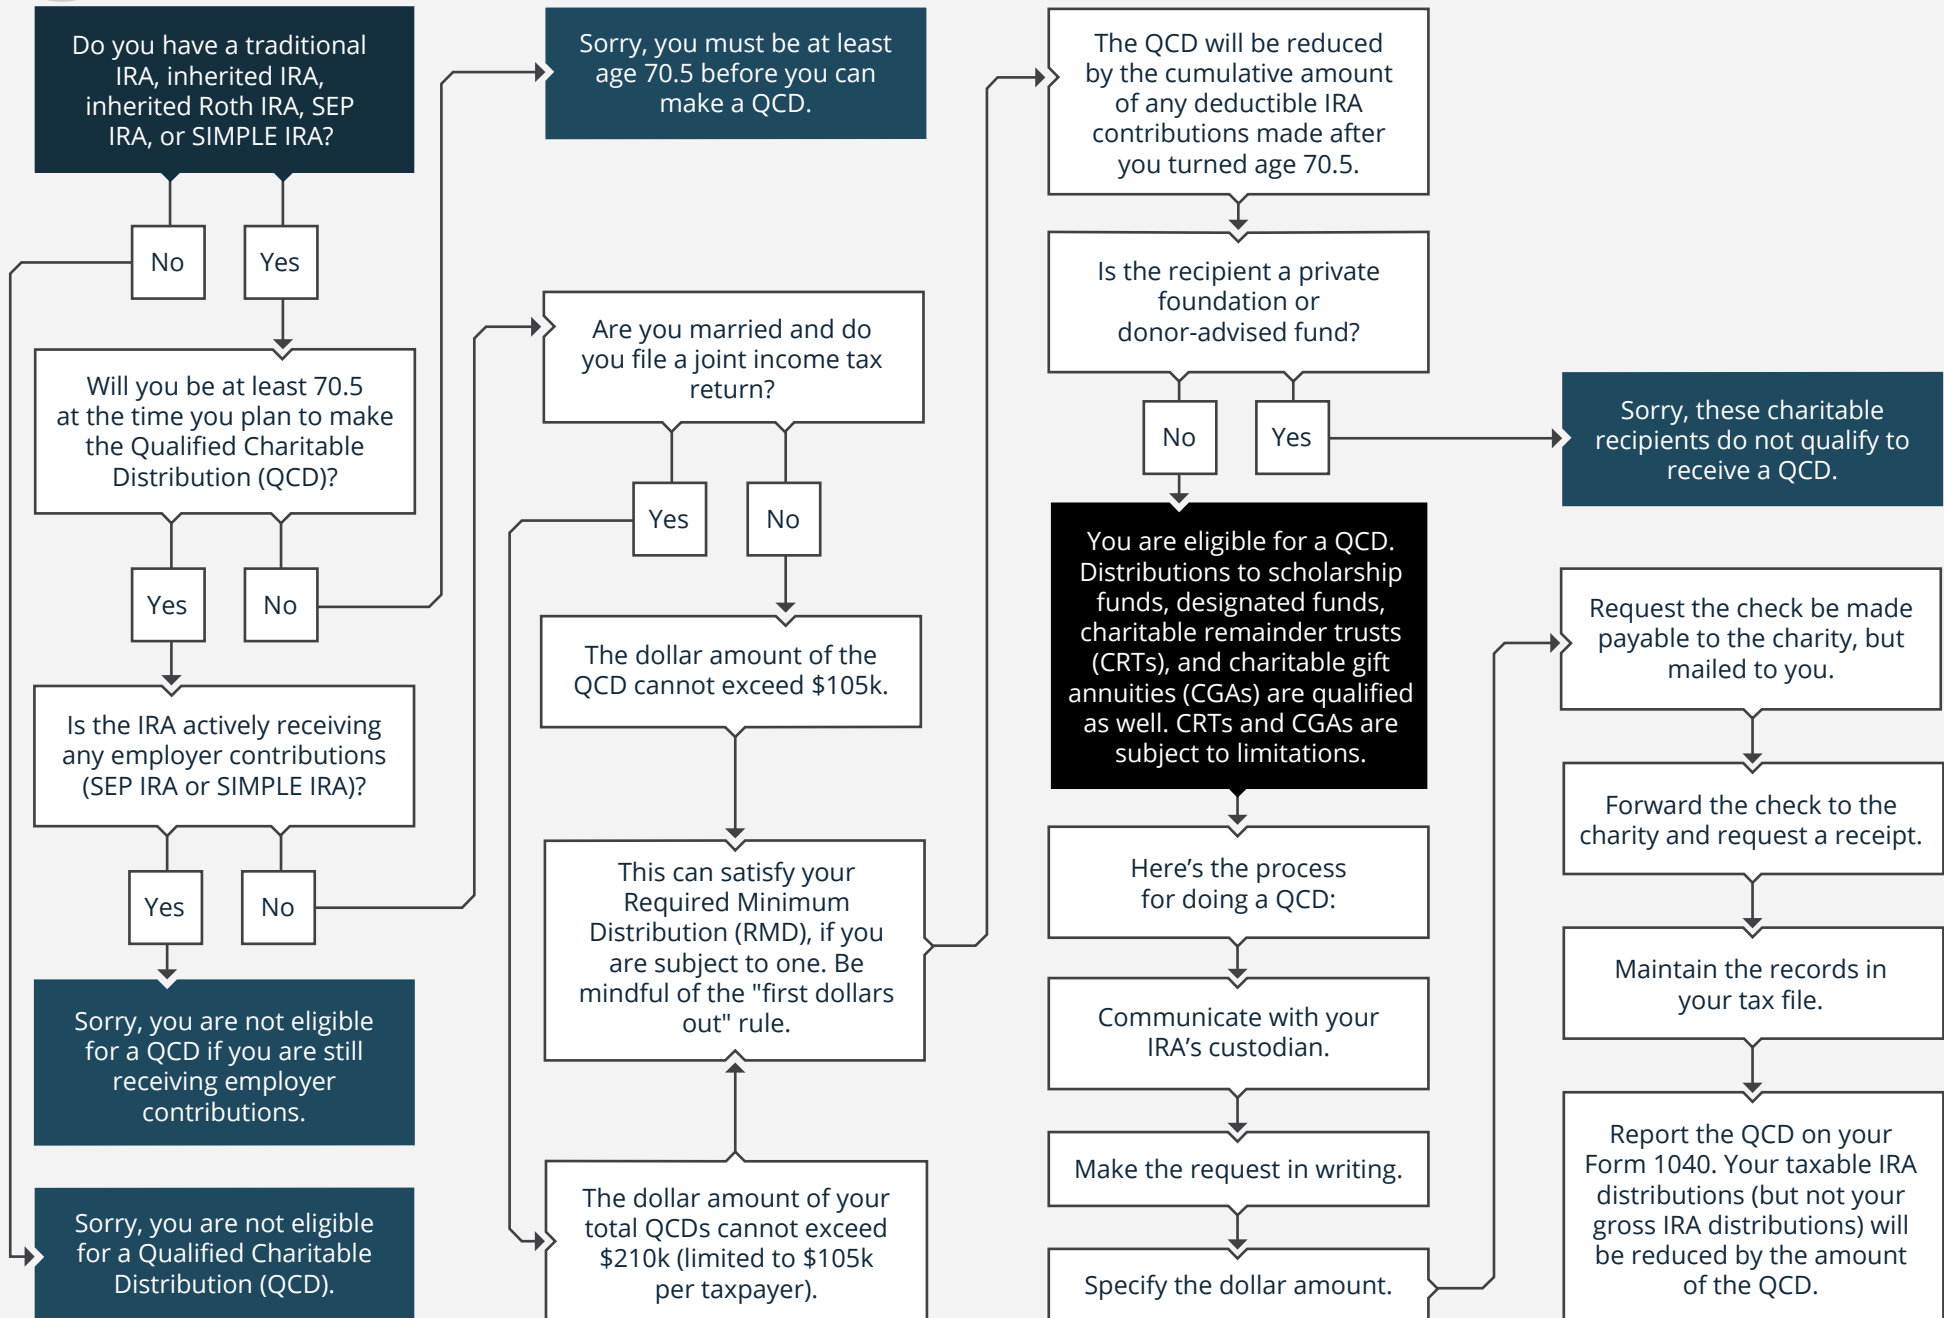 Do you have a traditional
IRA, inherited IRA,
inherited Roth IRA, SEP
IRA, or SIMPLE IRA?
No
Yes
Will you be at least 70.5
at the time you plan to make
the Qualified Charitable
Distribution (QCD)?
Yes
No
Is the IRA actively receiving
any employer contributions
(SEP IRA or SIMPLE IRA)?
Yes
No
Sorry, you are not eligible
for a QCD if you are still
receiving employer
contributions.
Sorry, you are not eligible
for a Qualified Charitable
Distribution (QCD).
Sorry, you must be at least
age 70.5 before you can
make a QCD.
Are you married and do
you file a joint income tax
return?
Yes
No
The dollar amount of the
QCD cannot exceed $105k.
This can satisfy your
Required Minimum
Distribution (RMD), if you
are subject to one. Be
mindful of the "first dollars
out" rule.
The dollar amount of your
total QCDs cannot exceed
$210k (limited to $105k
per taxpayer).
The QCD will be reduced
by the cumulative amount
of any deductible IRA
contributions made after
you turned age 70.5.
Is the recipient a private
foundation or
donor-advised fund?
No
Yes
You are eligible for a QCD.
Distributions to scholarship
funds, designated funds,
charitable remainder trusts
(CRTs), and charitable gift
annuities (CGAs) are qualified
as well. CRTs and CGAs are
subject to limitations.
Here’s the process
for doing a QCD:
Communicate with your
IRA’s custodian.
Make the request in writing.
Specify the dollar amount.
Sorry, these charitable
recipients do not qualify to
receive a QCD.
Request the check be made
payable to the charity, but
mailed to you.
Forward the check to the
charity and request a receipt.
Maintain the records in
your tax file.
Report the QCD on your
Form 1040. Your taxable IRA
distributions (but not your
gross IRA distributions) will
be reduced by the amount
of the QCD.